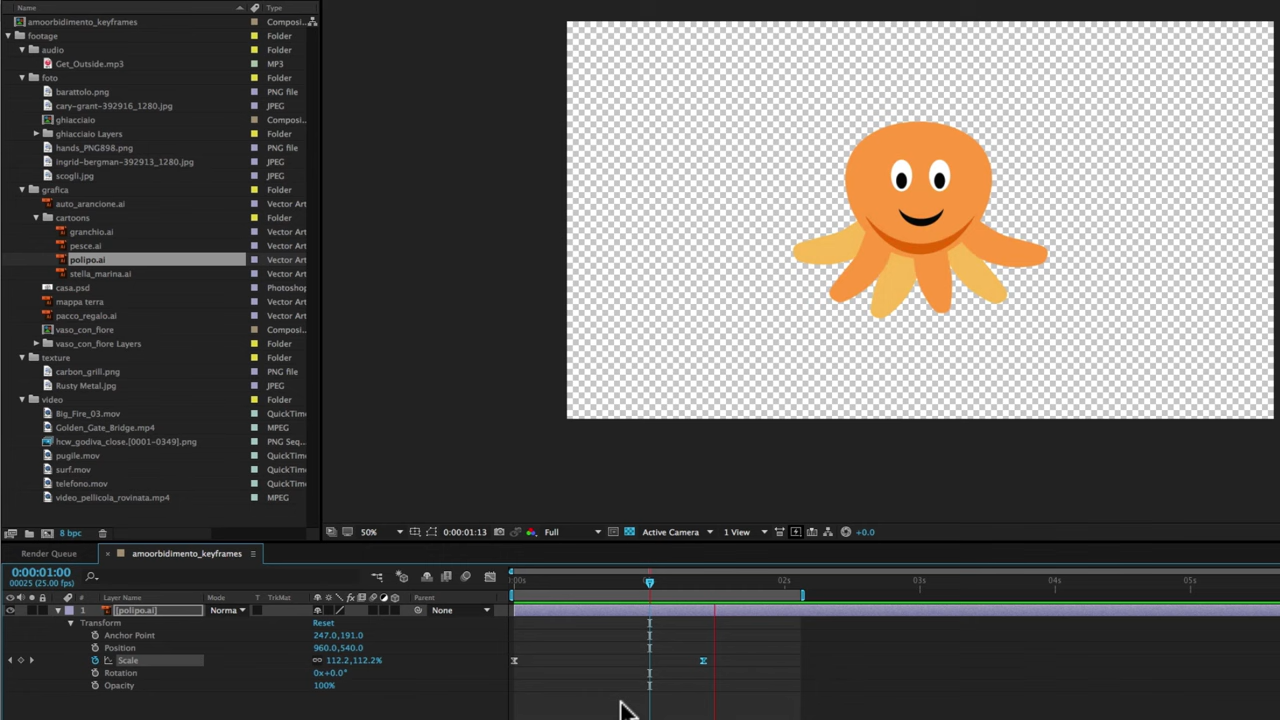 Name Type
amoorbidimento_keyframes Composi...
footage Folder
audio Folder
Get_Outside.mp3 MP3
foto Folder
barattolo.png PNG file
cary-grant-392916_1280.jpg JPEG
ghiacciaio Composi...
ghiacciaio Layers Folder
hands_PNG898.png PNG file
ingrid-bergman-392913_1280.jpg JPEG
scogli.jpg JPEG
grafica Folder
auto_arancione.ai Vector Art
cartoons Folder
granchio.ai Vector Art
pesce.ai Vector Art
polipo.ai Vector Art
stella_marina.ai Vector Art
casa.psd Photoshop
mappa terra Vector Art
pacco_regalo.ai Vector Art
vaso_con_fiore Composi...
vaso_con_fiore Layers Folder
texture Folder
carbon_grill.png PNG file
Rusty Metal.jpg JPEG
video Folder
Big_Fire_03.mov QuickTim
Golden_Gate_Bridge.mp4 MPEG
hcw_godiva_close.[0001-0349].png PNG Seq...
pugile.mov QuickTim
surf.mov QuickTim
telefono.mov QuickTim
video_pellicola_rovinata.mp4 MPEG
8 bpc 50% 0:00:01:13 Full Active Camera 1 View +0.0
Render Queue amoorbidimento_keyframes
0:00:01:00
00025 (25.00 fps)
:00s 02s 03s 04s 05s
# Layer Name Mode T TrkMat fx Parent
1 [polipo.ai] Norma None
Transform Reset
Anchor Point 247.0,191.0
Position 960.0,540.0
Scale 112.2,112.2%
Rotation 0x+0.0°
Opacity 100%